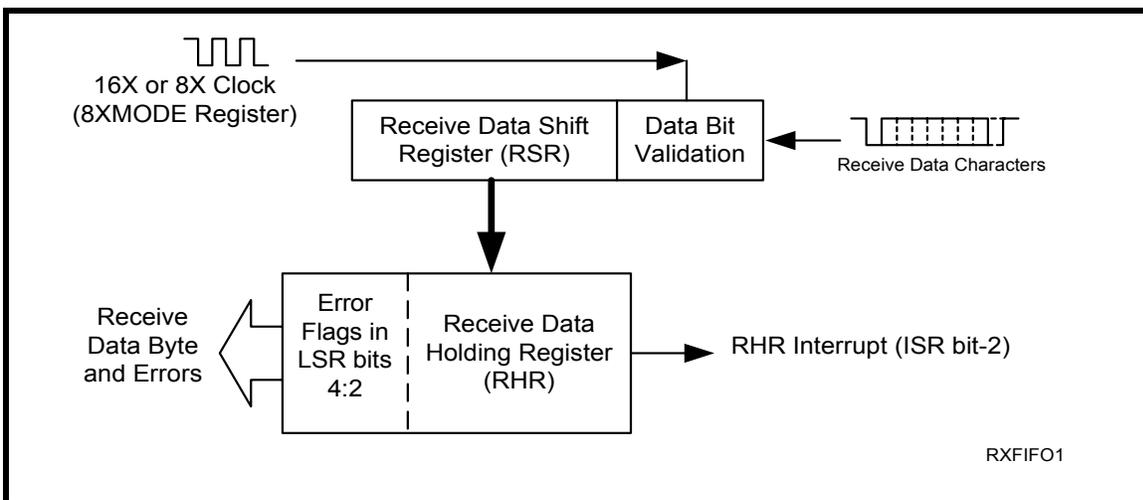 16X or 8X Clock
(8XMODE Register)
Receive Data Shift
Register (RSR)
Data Bit
Validation
Receive Data Characters
Receive
Data Byte
and Errors
Error
Flags in
LSR bits
4:2
Receive Data
Holding Register
(RHR)
RHR Interrupt (ISR bit-2)
RXFIFO1